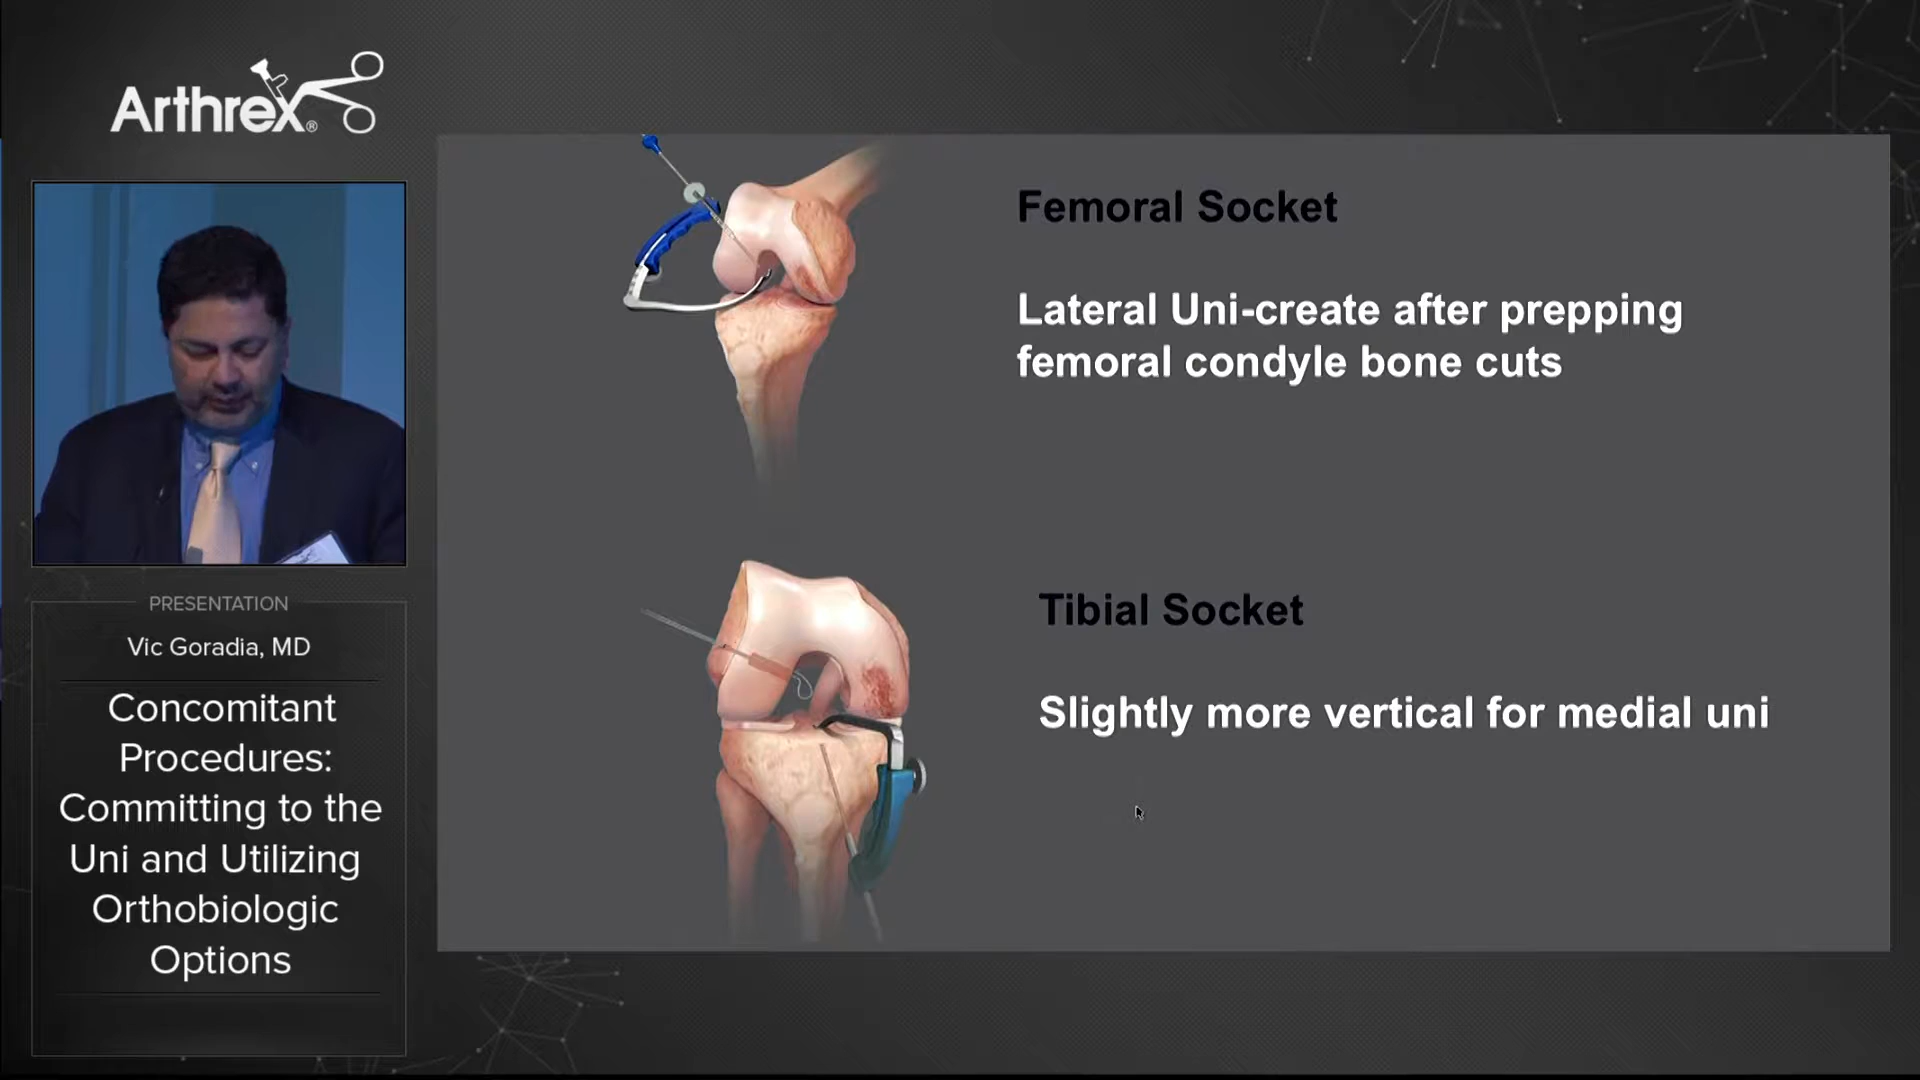 Arthrex®
PRESENTATION
Vic Goradia, MD
Concomitant
Procedures:
Committing to the
Uni and Utilizing
Orthobiologic
Options
Femoral Socket
Lateral Uni-create after prepping
femoral condyle bone cuts
Tibial Socket
Slightly more vertical for medial uni